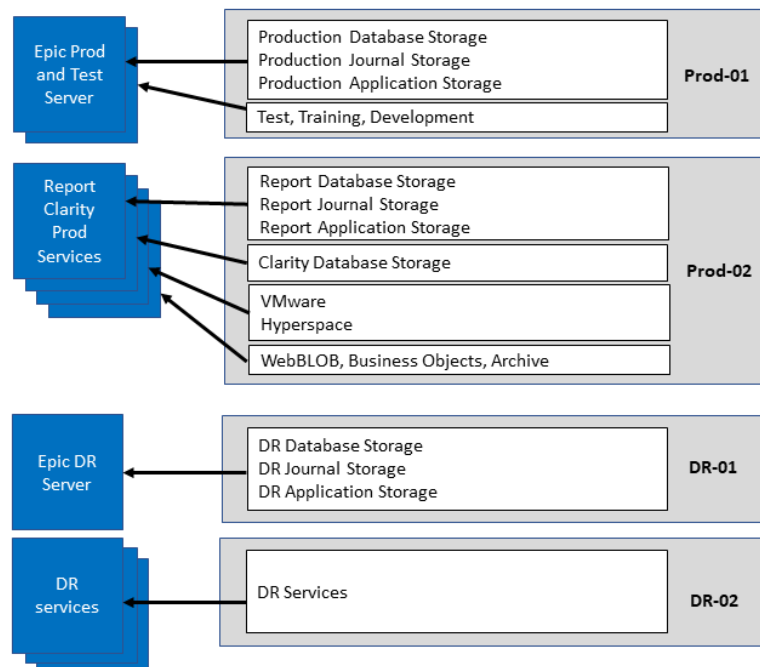 Epic Prod
and Test
Server
Production Database Storage
Production Journal Storage
Production Application Storage
Test, Training, Development
Prod-01
Report
Clarity
Prod
Services
Report Database Storage
Report Journal Storage
Report Application Storage
Clarity Database Storage
VMware
Hyperspace
WebBLOB, Business Objects, Archive
Prod-02
Epic DR
Server
DR Database Storage
DR Journal Storage
DR Application Storage
DR-01
DR
services
DR Services
DR-02